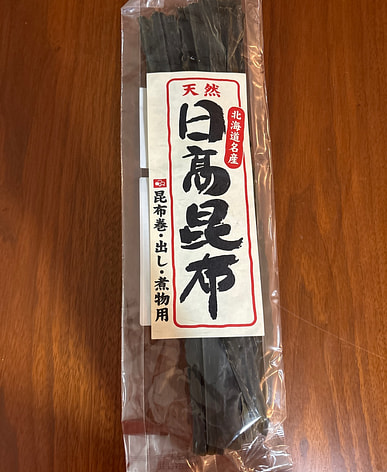 天然
北海道名産
日高昆布
昆布巻・出し・煮物用